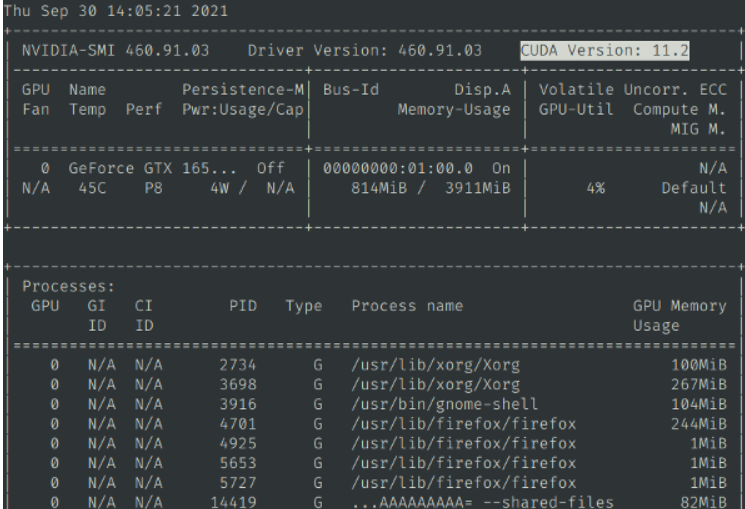 Thu Sep 30 14:05:21 2021
NVIDIA-SMI 460.91.03 Driver Version: 460.91.03 CUDA Version: 11.2
GPU Name Persistence-M| Bus-Id Disp.A | Volatile Uncorr. ECC
Fan Temp Perf Pwr:Usage/Cap| Memory-Usage | GPU-Util Compute M.
MIG M.
0 GeForce GTX 165... Off | 00000000:01:00.0 On | N/A
N/A 45C P8 4W / N/A | 814MiB / 3911MiB | 4% Default
N/A
Processes:
GPU GI CI PID Type Process name GPU Memory
ID ID Usage
0 N/A N/A 2734 G /usr/lib/xorg/Xorg 100MiB
0 N/A N/A 3698 G /usr/lib/xorg/Xorg 267MiB
0 N/A N/A 3916 G /usr/bin/gnome-shell 104MiB
0 N/A N/A 4701 G /usr/lib/firefox/firefox 244MiB
0 N/A N/A 4925 G /usr/lib/firefox/firefox 1MiB
0 N/A N/A 5653 G /usr/lib/firefox/firefox 1MiB
0 N/A N/A 5727 G /usr/lib/firefox/firefox 1MiB
0 N/A N/A 14419 G ...AAAAAAAAA= --shared-files 82MiB